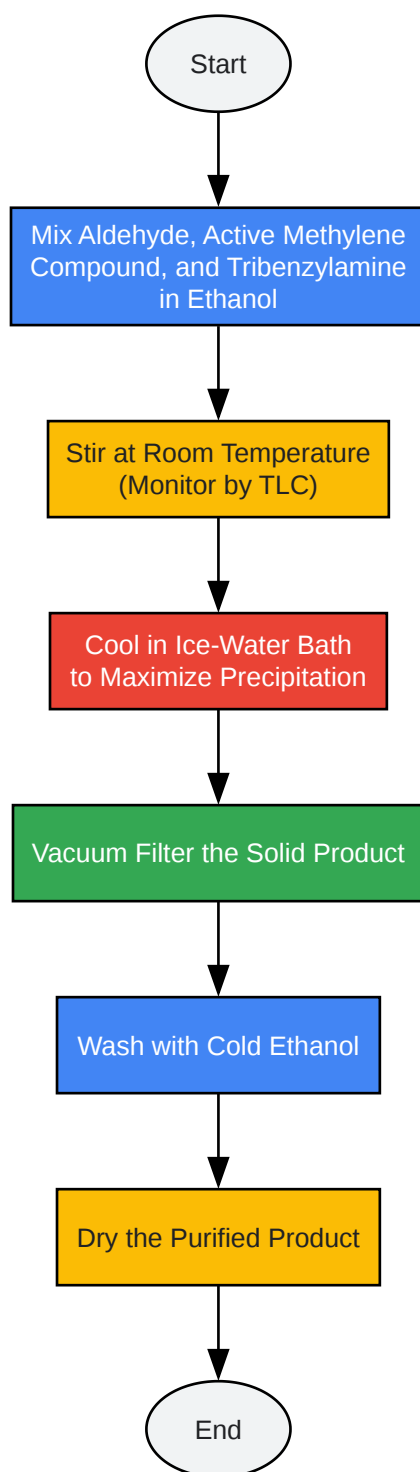 Start
Mix Aldehyde, Active Methylene
Compound, and Tribenzylamine
in Ethanol
Stir at Room Temperature
(Monitor by TLC)
Cool in Ice-Water Bath
to Maximize Precipitation
Vacuum Filter the Solid Product
Wash with Cold Ethanol
Dry the Purified Product
End